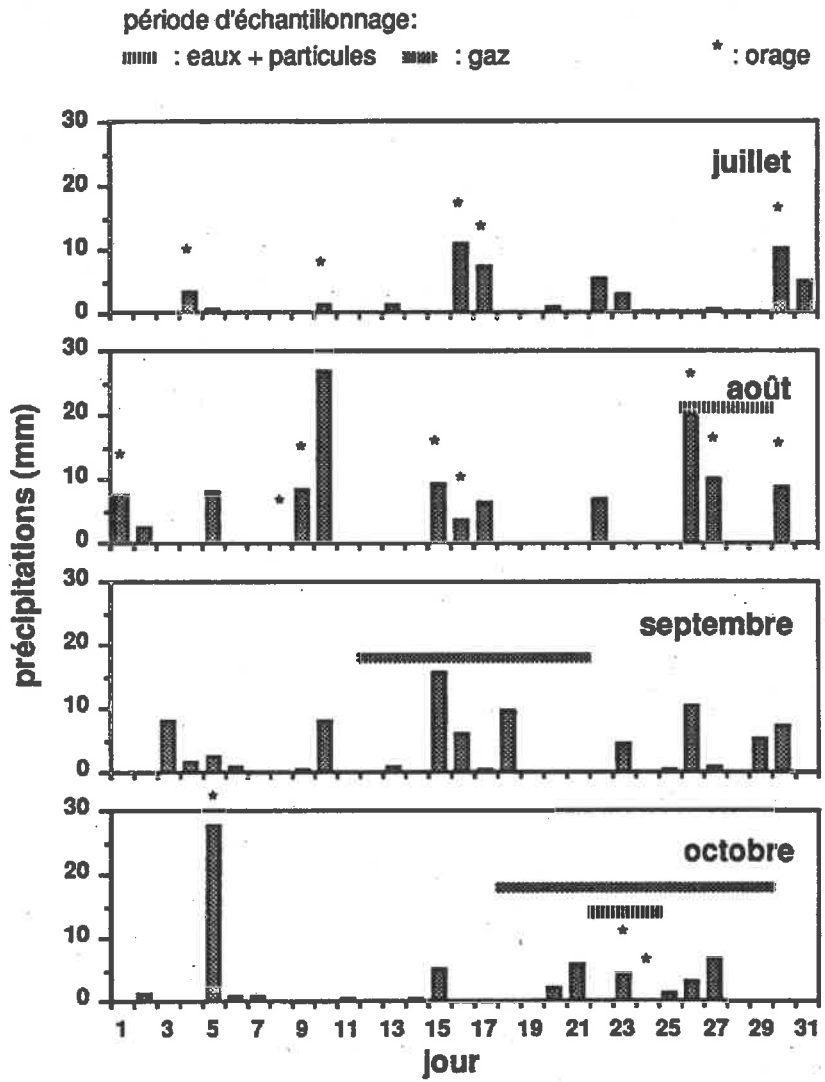 période d'échantillonnage:
: eaux + particules : gaz * : orage
précipitations (mm)
30
20
10
0
juillet
* * * * *
30
20
10
0
août
* * * * * * * *
30
20
10
0
septembre
30
20
10
0
octobre
* * *
1 3 5 7 9 11 13 15 17 19 21 23 25 27 29 31
jour